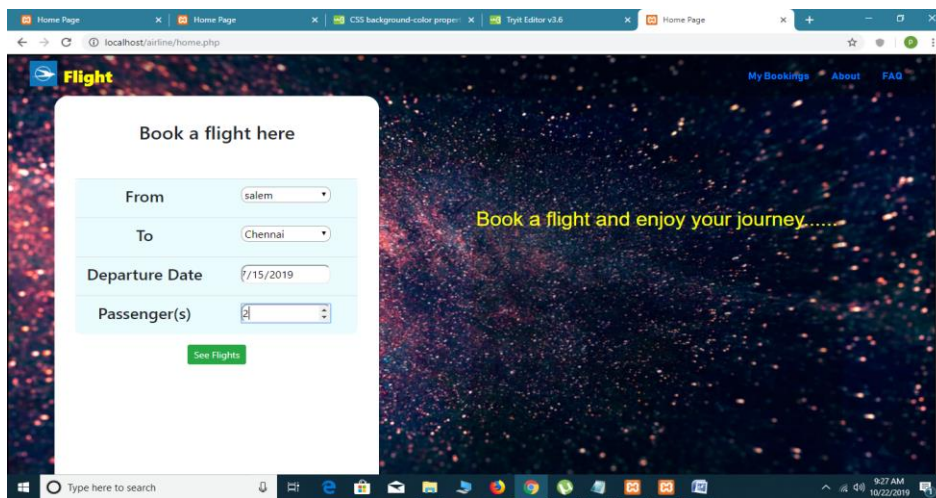 Home Page
Home Page
CSS background-color proper
Tryit Editor v3.6
Home Page
localhost/airline/home.php
P
Flight
My Bookings About FAQ
Book a flight here
From salem
To Chennai
Departure Date 7/15/2019
Passenger(s) 2
See Flights
Book a flight and enjoy your journey......
Type here to search
9:27 AM
10/22/2019